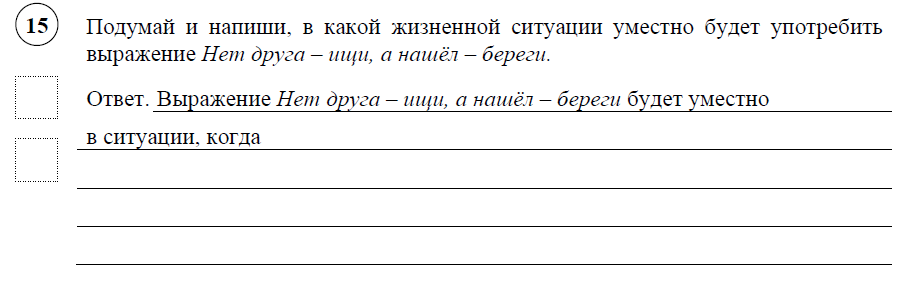 15
Подумай и напиши, в какой жизненной ситуации уместно будет употребить
выражение Нет друга – ищи, а нашёл – береги.
Ответ. Выражение Нет друга – ищи, а нашёл – береги будет уместно
в ситуации, когда